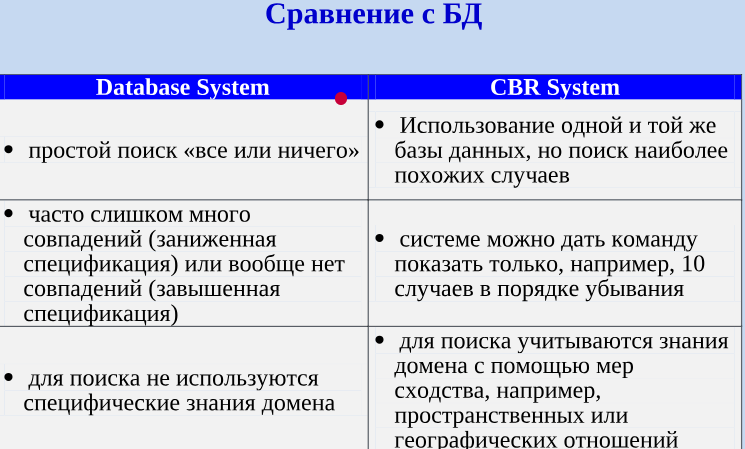 Сравнение с БД
Database System
CBR System
• простой поиск «все или ничего»
• Использование одной и той же
базы данных, но поиск наиболее
похожих случаев
• часто слишком много
совпадений (заниженная
спецификация) или вообще нет
совпадений (завышенная
спецификация)
• системе можно дать команду
показать только, например, 10
случаев в порядке убывания
• для поиска не используются
специфические знания домена
• для поиска учитываются знания
домена с помощью мер
сходства, например,
пространственных или
географических отношений